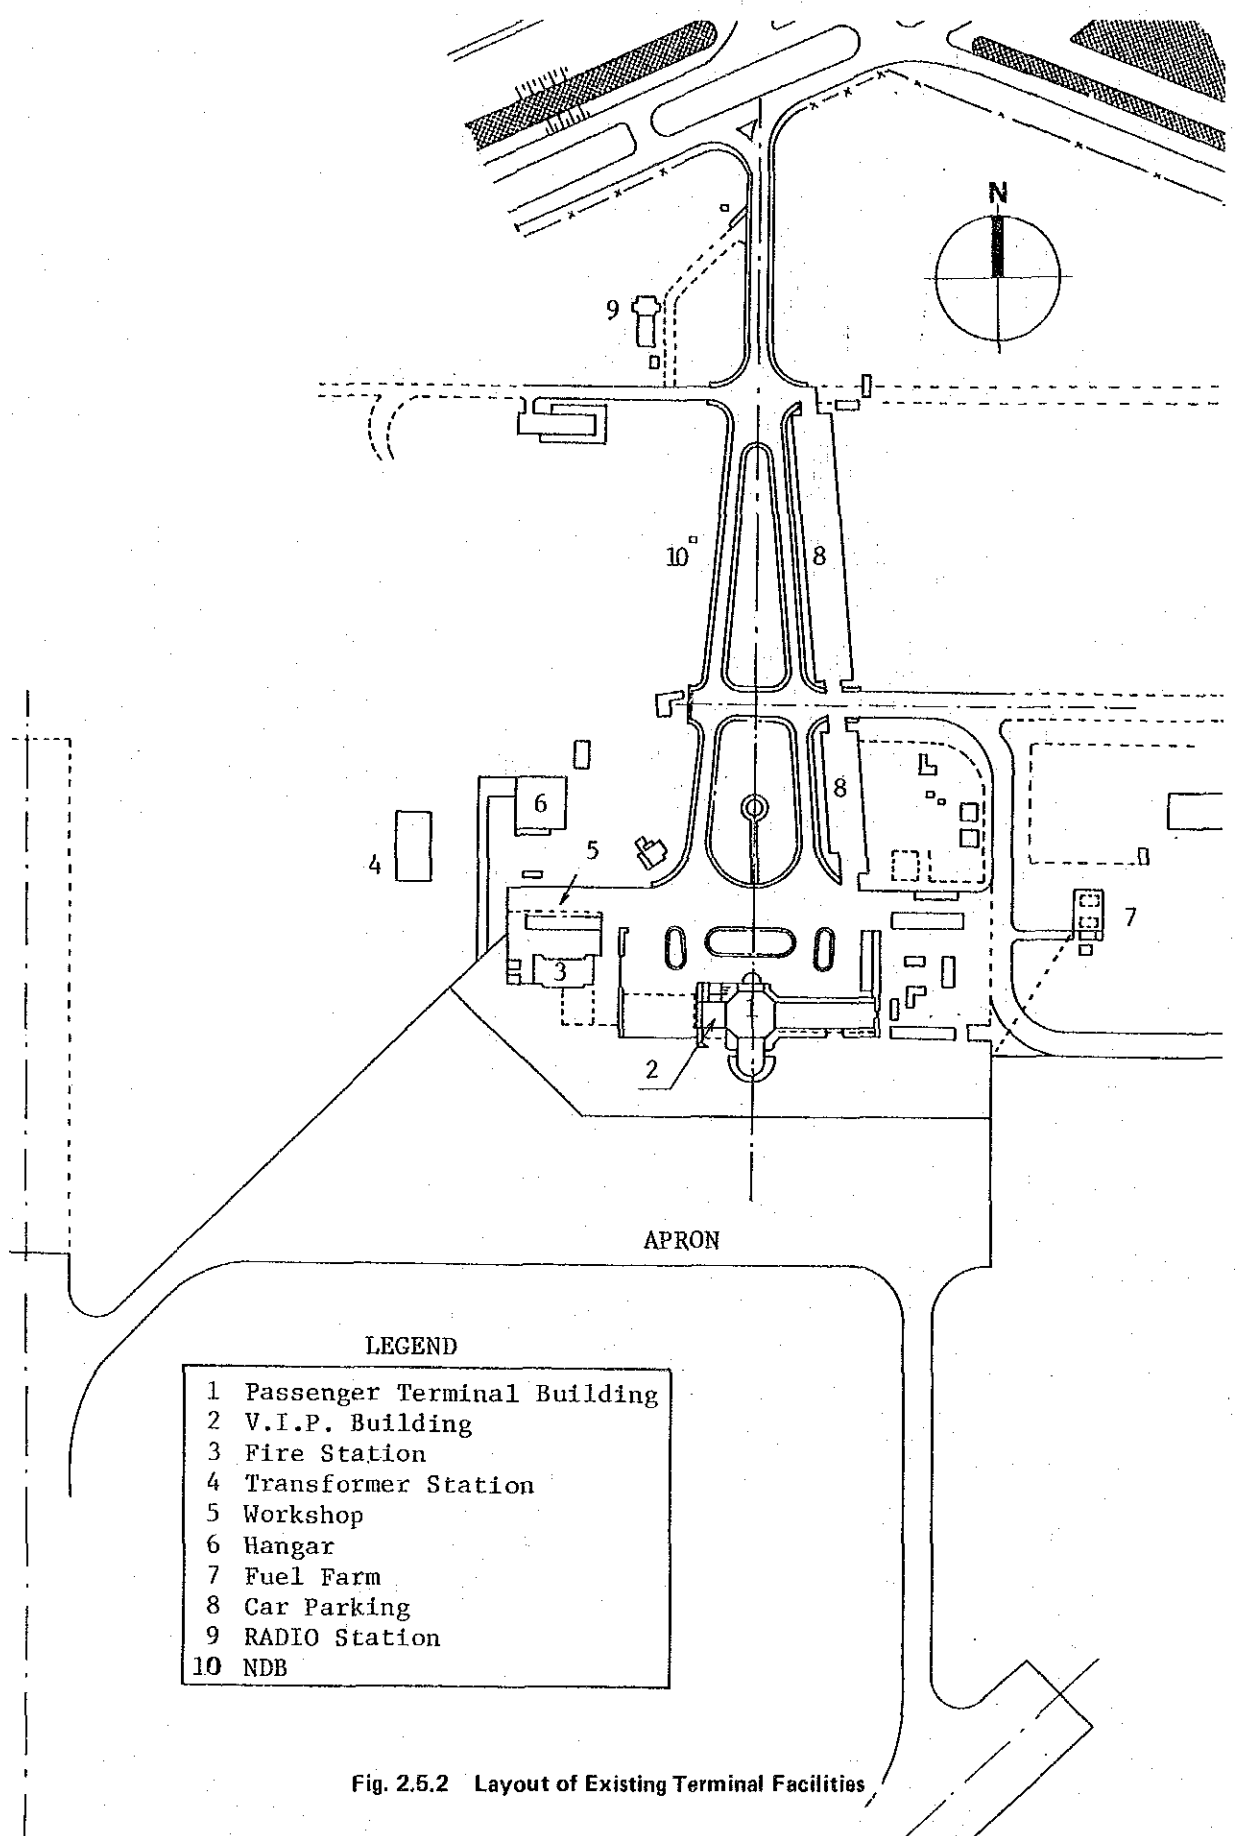 N
9
10
8
6
8
4
5
7
3
2
APRON
LEGEND
1 Passenger Terminal Building
2 V.I.P. Building
3 Fire Station
4 Transformer Station
5 Workshop
6 Hangar
7 Fuel Farm
8 Car Parking
9 RADIO Station
10 NDB
Fig. 2.5.2 Layout of Existing Terminal Facilities